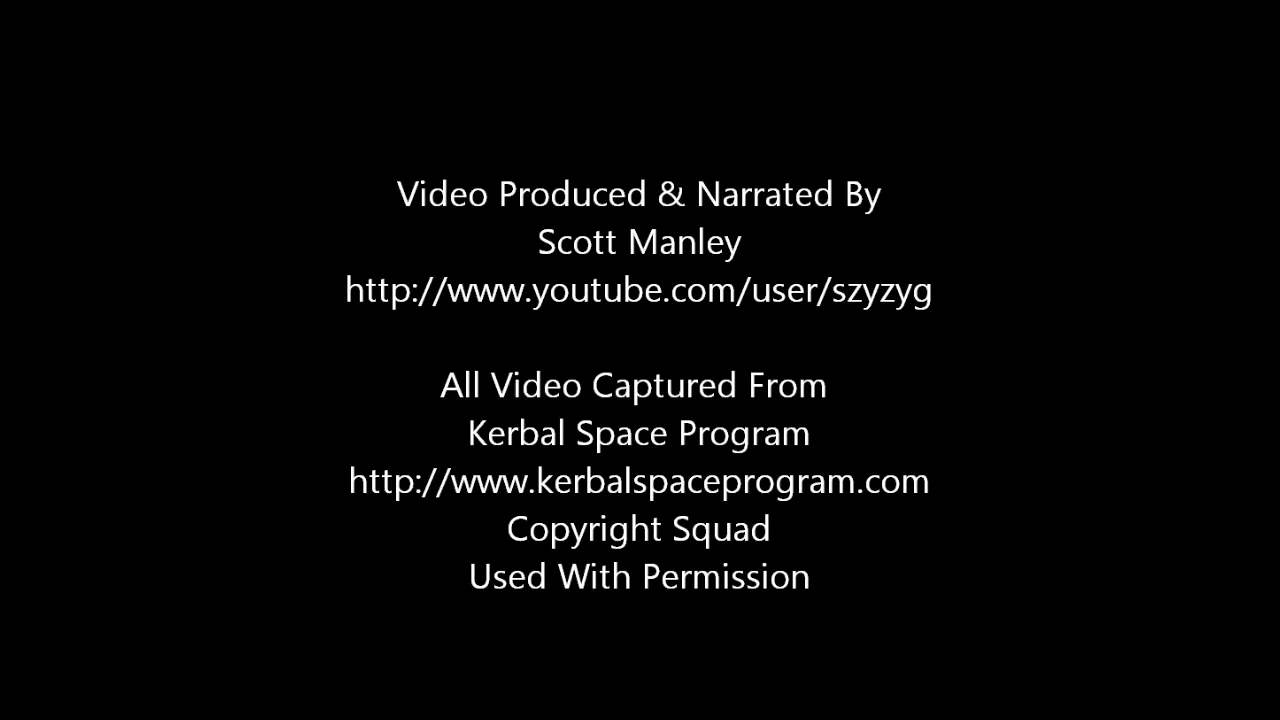 Video Produced & Narrated By
Scott Manley
http://www.youtube.com/user/szyzyg
All Video Captured From
Kerbal Space Program
http://www.kerbalspaceprogram.com
Copyright Squad
Used With Permission